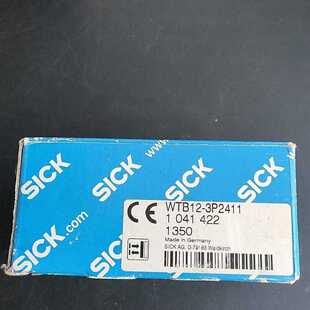 SICK
SICK
SICK
SICK.com
CE
WTB12-3P2411
1 041 422
1350
Made in Germany
SICK AG, D-79183 Waldkirch